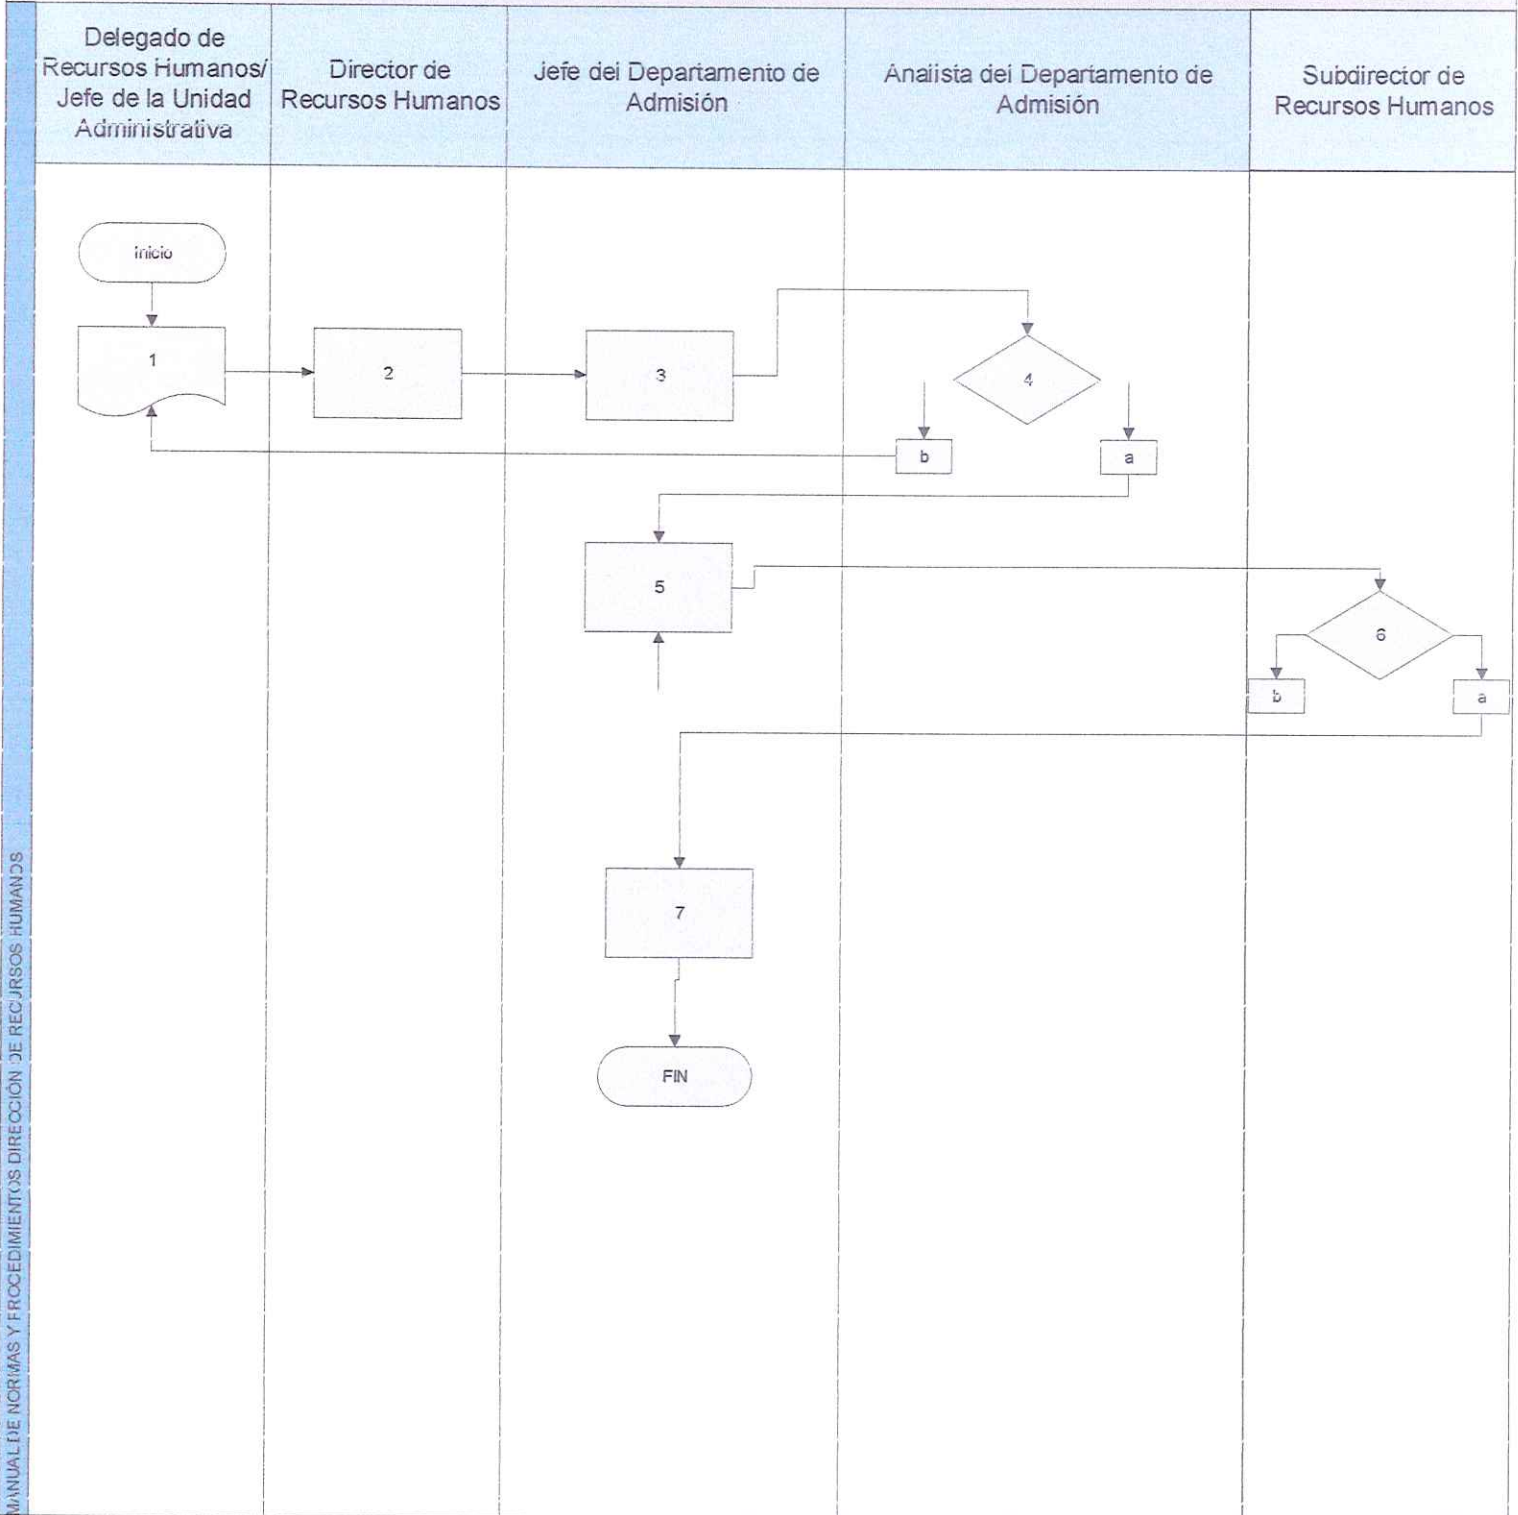 Delegado de
Recursos Humanos/
Jefe de la Unidad
Administrativa
Director de
Recursos Humanos
Jefe del Departamento de
Admisión
Analista del Departamento de
Admisión
Subdirector de
Recursos Humanos
inicio
1
2
3
4
b
a
5
6
b
a
7
FIN
MANUAL DE NORMAS Y PROCEDIMIENTOS DIRECCIÓN DE RECURSOS HUMANOS